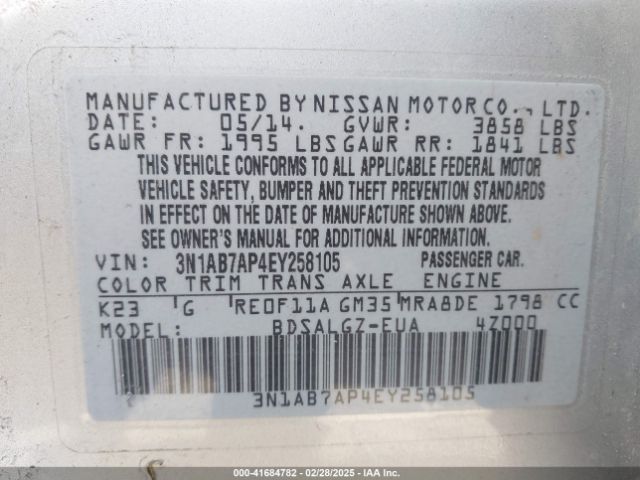 MANUFACTURED BY NISSAN MOTOR CO., LTD.
DATE: 05/14. GVWR: 3858 LBS
GAWR FR: 1995 LBS GAWR RR: 1841 LBS
THIS VEHICLE CONFORMS TO ALL APPLICABLE FEDERAL MOTOR
VEHICLE SAFETY, BUMPER AND THEFT PREVENTION STANDARDS
IN EFFECT ON THE DATE OF MANUFACTURE SHOWN ABOVE.
SEE OWNER'S MANUAL FOR ADDITIONAL INFORMATION.
VIN: 3N1AB7AP4EY258105 PASSENGER CAR.
COLOR TRIM TRANS AXLE ENGINE
K23 G RE0F11A GM35 MRA8DE 1798 CC
MODEL: BDSALGZ-EUA 4Z000
3N1AB7AP4EY258105
000-41684782 - 02/28/2025 - IAA Inc.